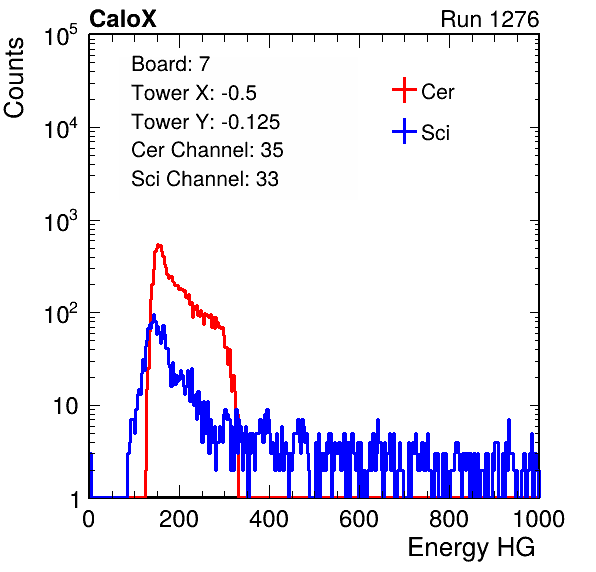 CaloX Run 1276
Counts
10^5
10^4
10^3
10^2
10
1
Board: 7
Tower X: -0.5
Tower Y: -0.125
Cer Channel: 35
Sci Channel: 33
Cer
Sci
0 200 400 600 800 1000
Energy HG